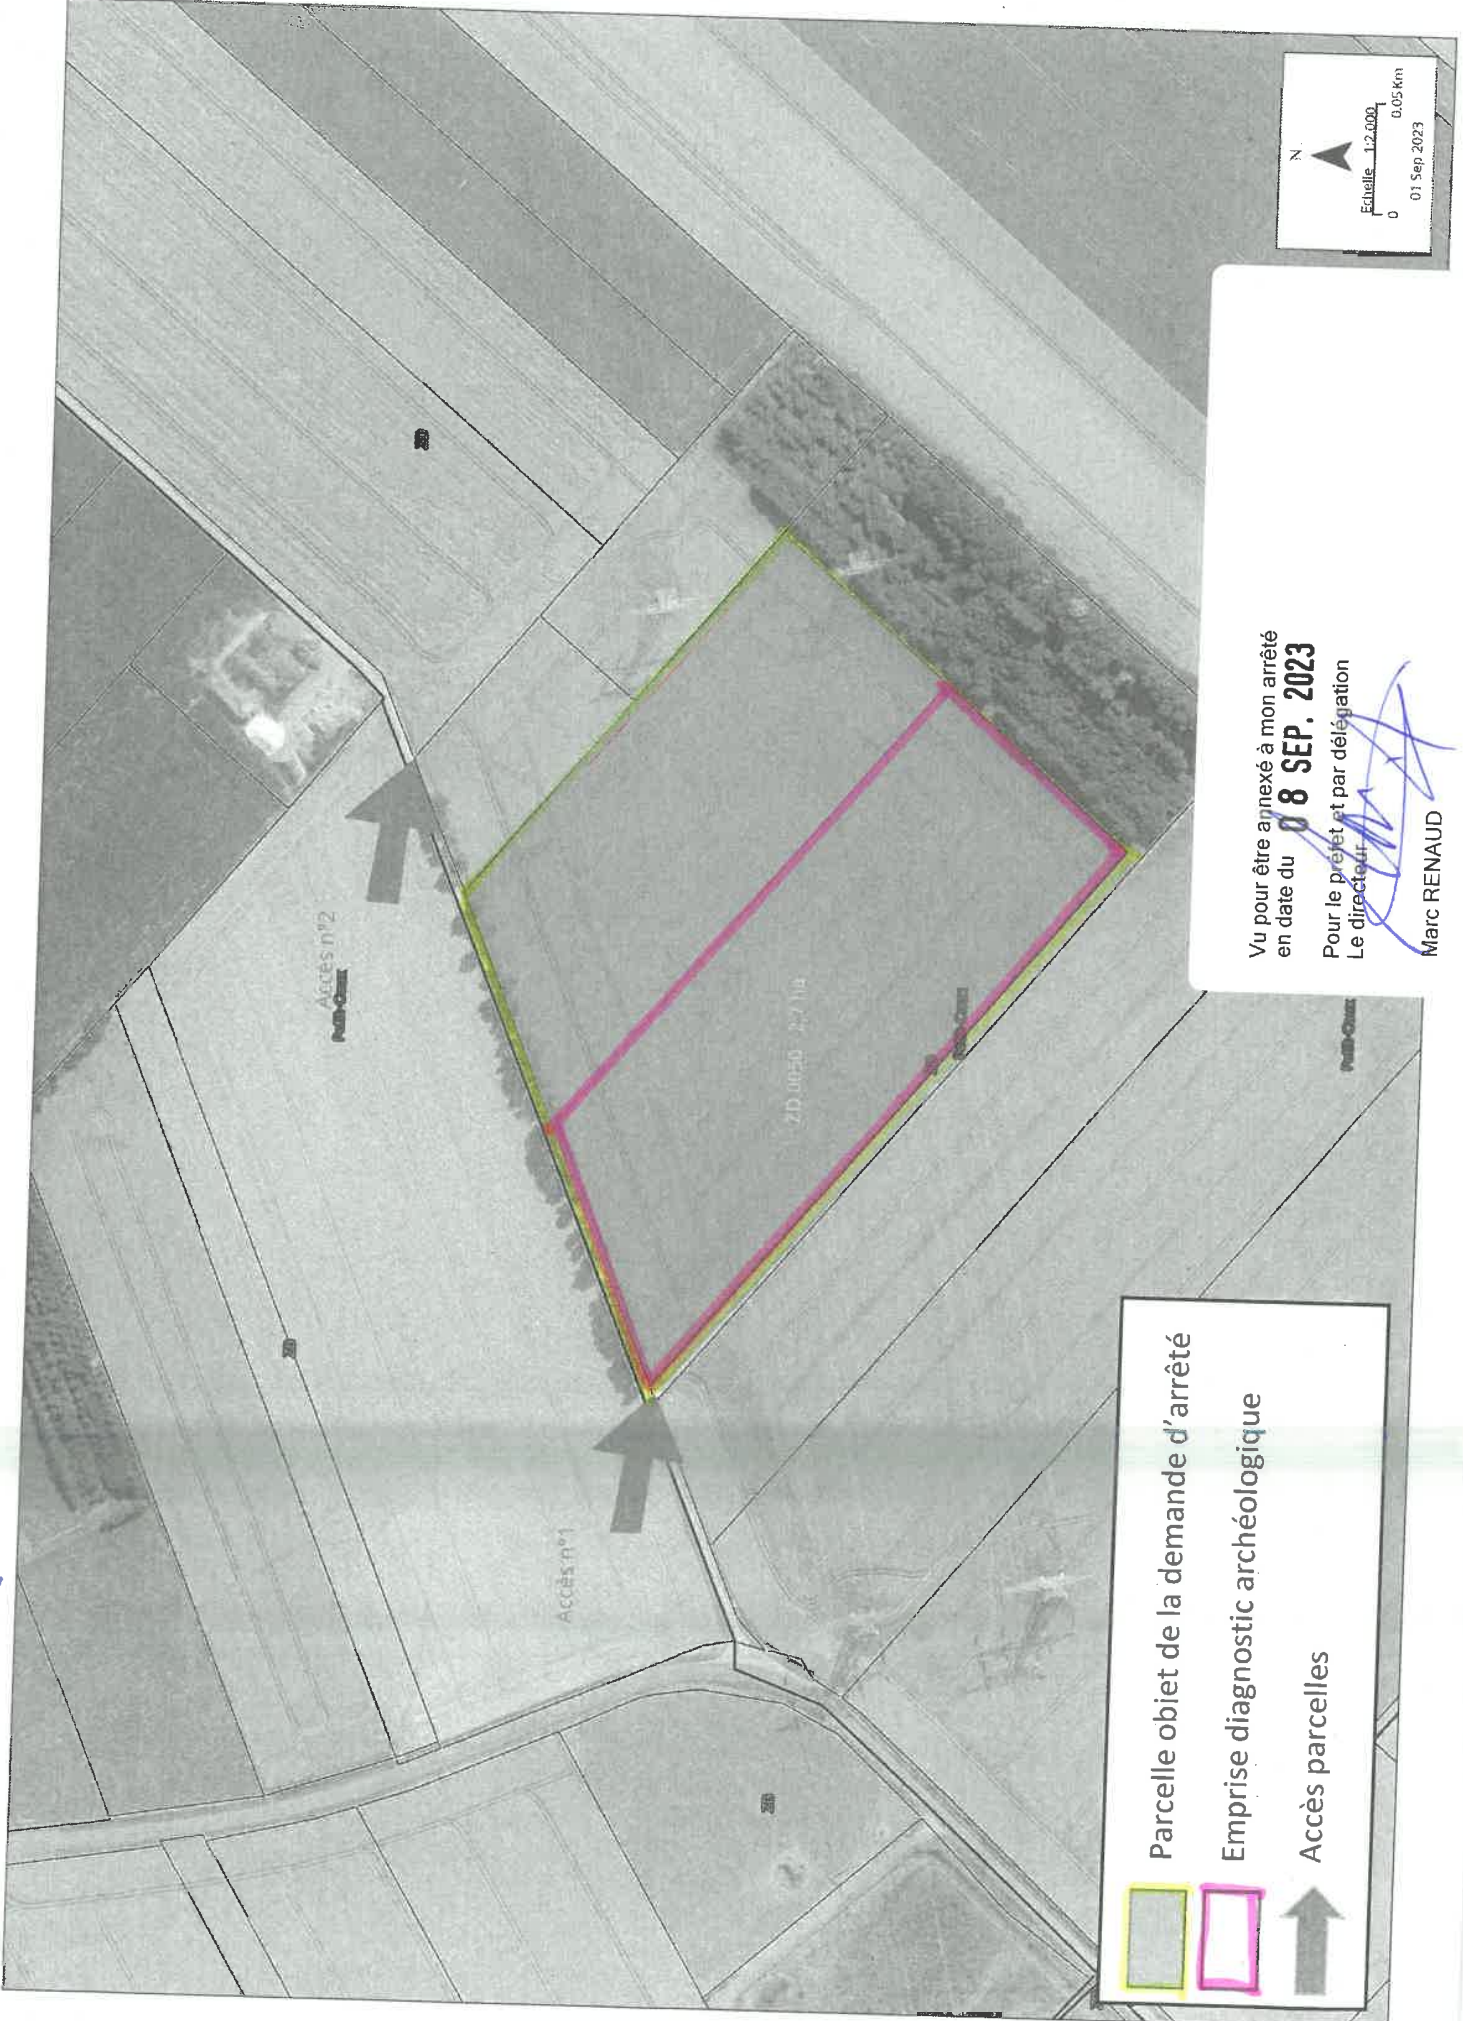 N
Echelle 1:2,000
0 0.05 Km
01 Sep 2023
Accès n°2
Accès n°1
ZD 0050 2.2 ha
Vu pour être annexé à mon arrêté
en date du 08 SEP. 2023
Pour le préfet et par délégation
Le directeur
Marc RENAUD
Parcelle objet de la demande d'arrêté
Emprise diagnostic archéologique
Accès parcelles